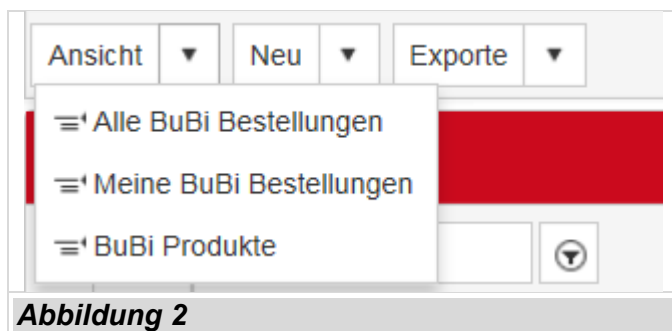 Ansicht Neu Exporte
Alle BuBi Bestellungen
Meine BuBi Bestellungen
BuBi Produkte
Abbildung 2